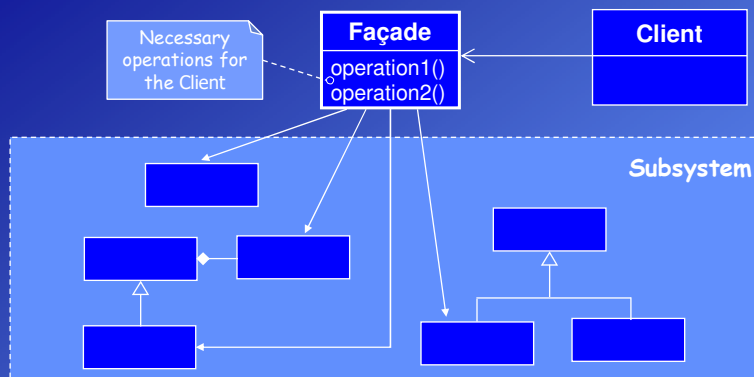 Necessary
operations for
the Client
Façade
operation1()
operation2()
Client
Subsystem